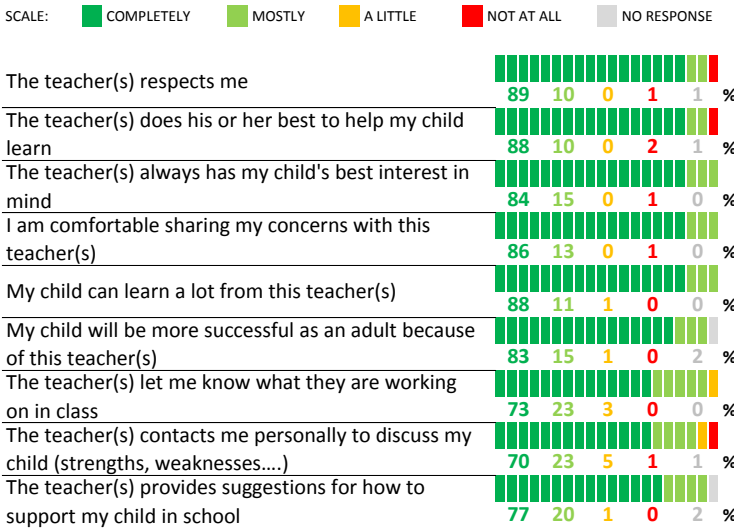 SCALE: COMPLETELY MOSTLY A LITTLE NOT AT ALL NO RESPONSE
The teacher(s) respects me
89 10 0 1 1 %
The teacher(s) does his or her best to help my child
learn
88 10 0 2 1 %
The teacher(s) always has my child's best interest in
mind
84 15 0 1 0 %
I am comfortable sharing my concerns with this
teacher(s)
86 13 0 1 0 %
My child can learn a lot from this teacher(s)
88 11 1 0 0 %
My child will be more successful as an adult because
of this teacher(s)
83 15 1 0 2 %
The teacher(s) let me know what they are working
on in class
73 23 3 0 0 %
The teacher(s) contacts me personally to discuss my
child (strengths, weaknesses....)
70 23 5 1 1 %
The teacher(s) provides suggestions for how to
support my child in school
77 20 1 0 2 %